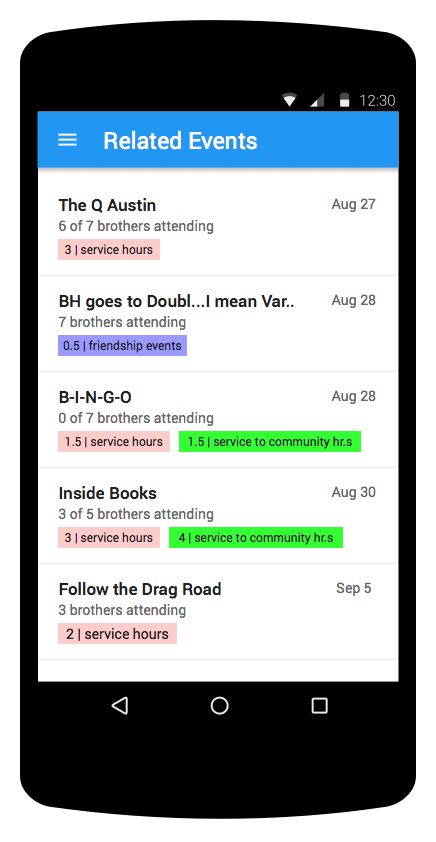 12:30
Related Events
The Q Austin Aug 27
6 of 7 brothers attending
3 | service hours
BH goes to Doubl...I mean Var.. Aug 28
7 brothers attending
0.5 | friendship events
B-I-N-G-O Aug 28
0 of 7 brothers attending
1.5 | service hours 1.5 | service to community hr.s
Inside Books Aug 30
3 of 5 brothers attending
3 | service hours 4 | service to community hr.s
Follow the Drag Road Sep 5
3 brothers attending
2 | service hours